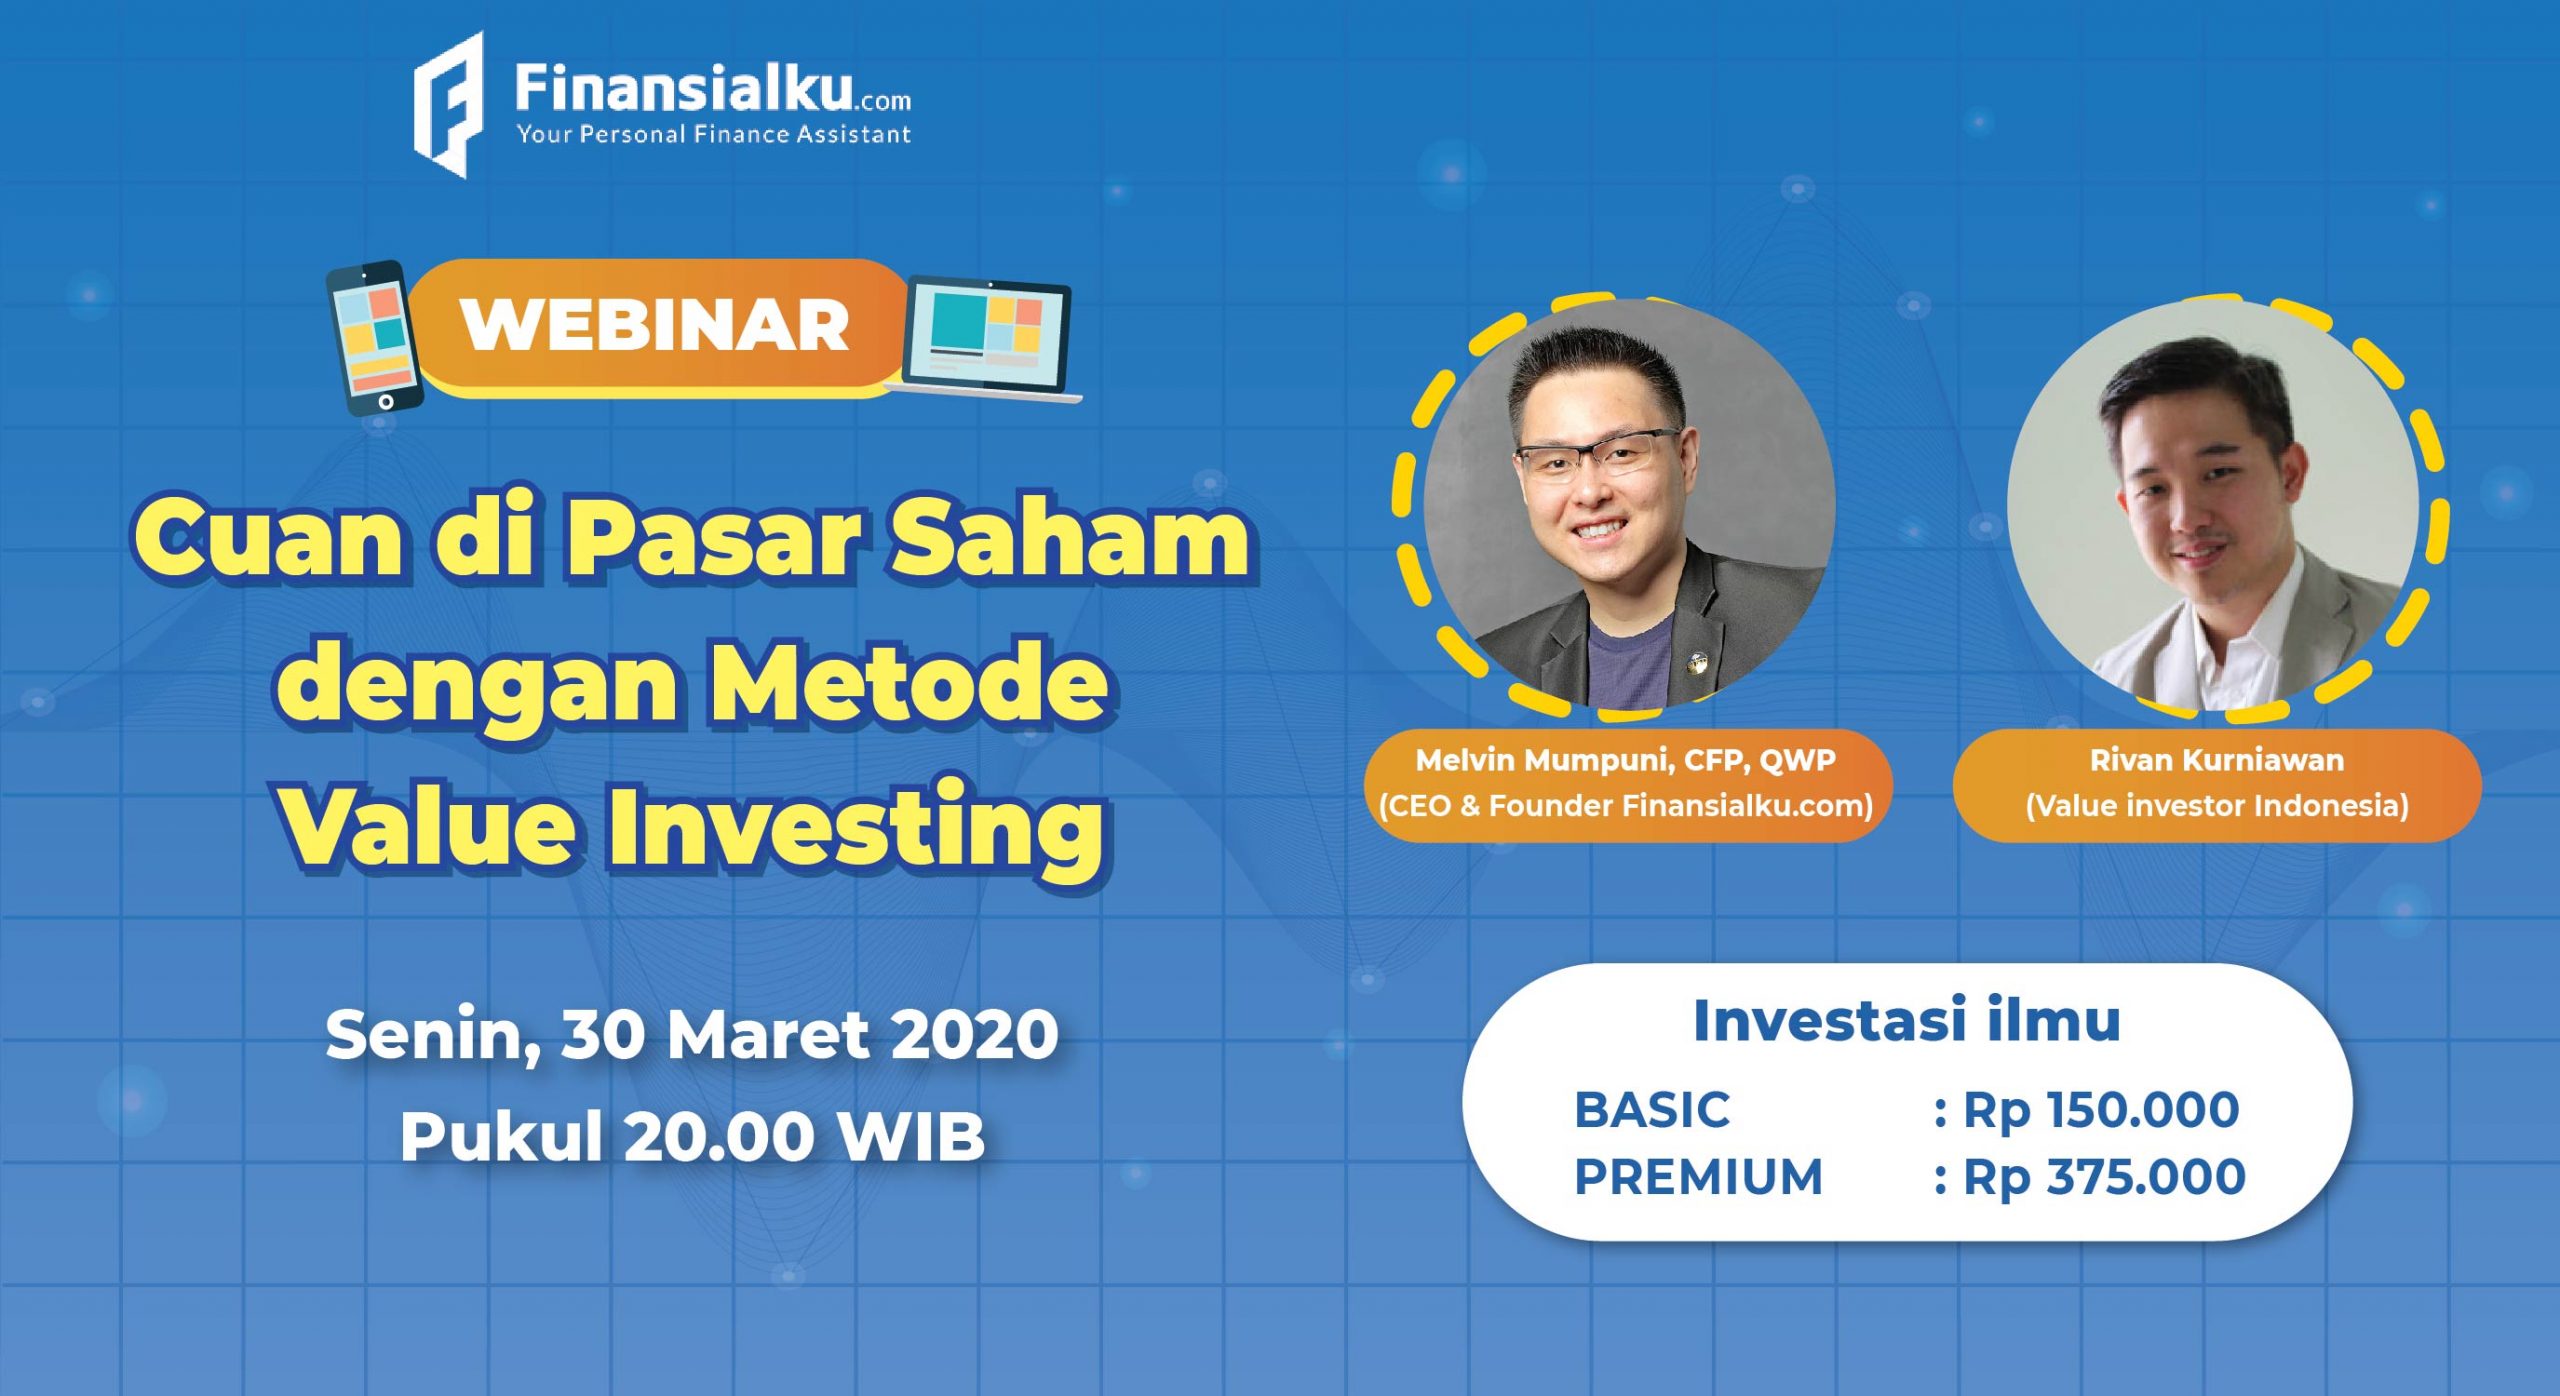 Finansialku.com
Your Personal Finance Assistant
WEBINAR
Cuan di Pasar Saham
dengan Metode
Value Investing
Senin, 30 Maret 2020
Pukul 20.00 WIB
Melvin Mumpuni, CFP, QWP
(CEO & Founder Finansialku.com)
Rivan Kurniawan
(Value investor Indonesia)
Investasi ilmu
BASIC : Rp 150.000
PREMIUM : Rp 375.000